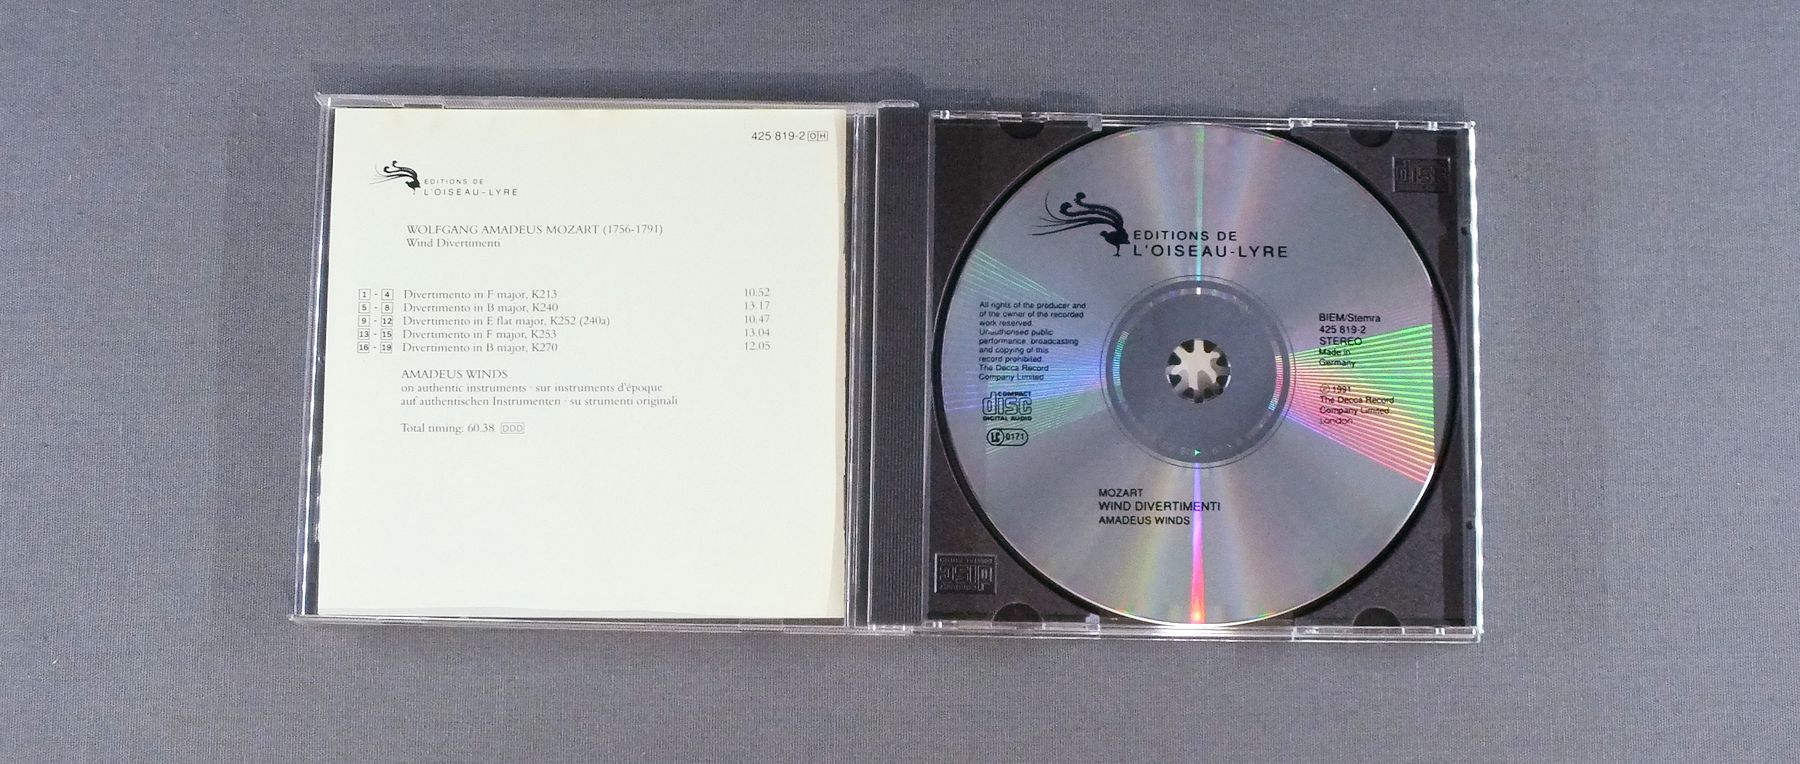 425 819-2 OH
EDITIONS DE
L'OISEAU-LYRE
WOLFGANG AMADEUS MOZART (1756-1791)
Wind Divertimenti
1 - 4 Divertimento in F major, K213 10.52
5 - 8 Divertimento in B major, K240 13.17
9 - 12 Divertimento in E flat major, K252 (240a) 10.47
13 - 15 Divertimento in F major, K253 13.04
16 - 19 Divertimento in B major, K270 12.05
AMADEUS WINDS
on authentic instruments · sur instruments d'époque
auf authentischen Instrumenten · su strumenti originali
Total timing: 60.38 DDD
EDITIONS DE
L'OISEAU-LYRE
All rights of the producer and
of the owner of the recorded
work reserved.
Unauthorised public
performance, broadcasting
and copying of this
record prohibited.
The Decca Record
Company Limited
COMPACT
disc
DIGITAL AUDIO
LC 0171
BIEM/Stemra
425 819-2
STEREO
Made in
Germany
℗ 1991
The Decca Record
Company Limited
London
MOZART
WIND DIVERTIMENTI
AMADEUS WINDS
disc
disc